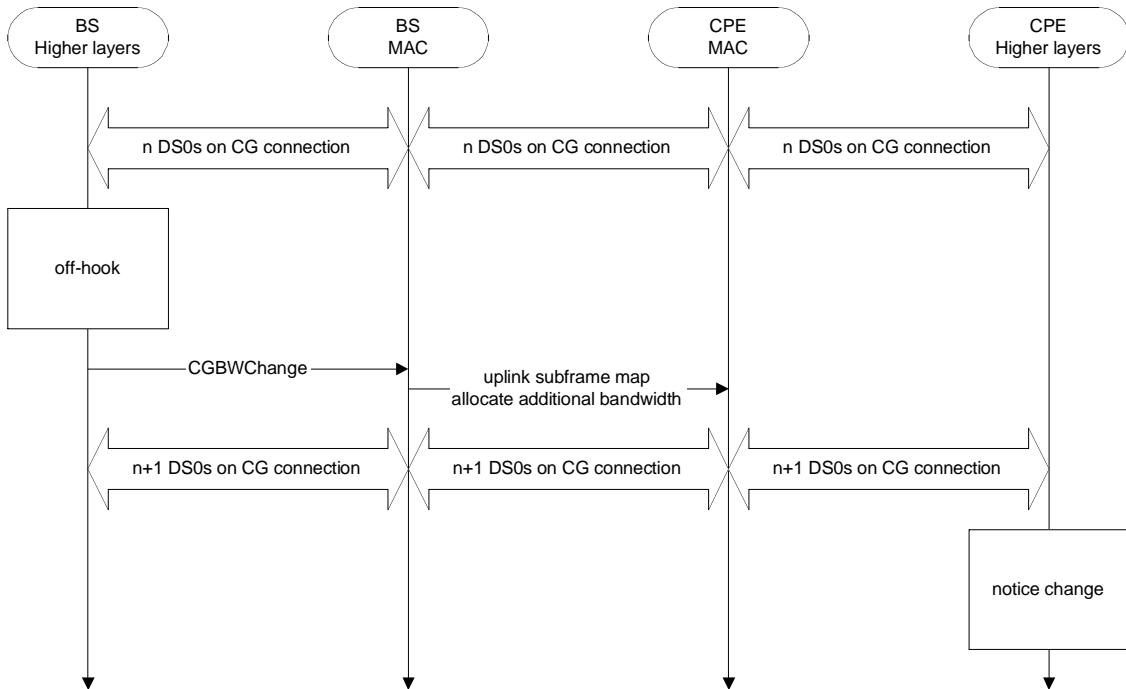 BS
Higher layers
BS
MAC
CPE
MAC
CPE
Higher layers
n DS0s on CG connection
n DS0s on CG connection
n DS0s on CG connection
off-hook
CGBWChange
uplink subframe map
allocate additional bandwidth
n+1 DS0s on CG connection
n+1 DS0s on CG connection
n+1 DS0s on CG connection
notice change